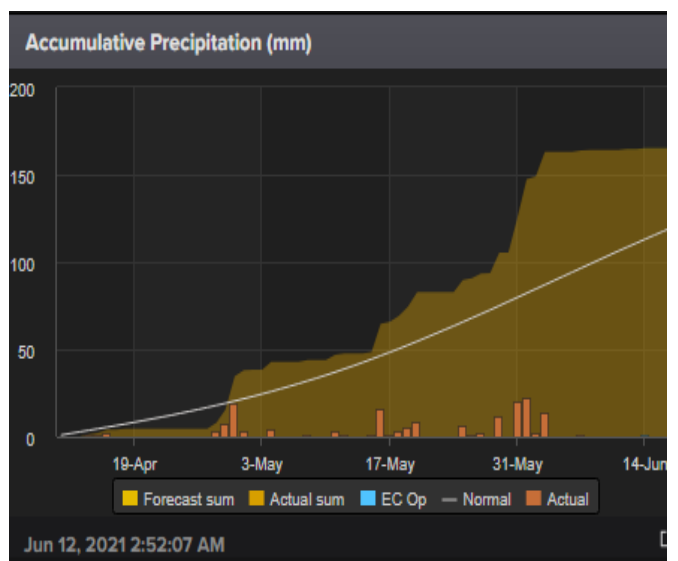 Accumulative Precipitation (mm)
200
150
100
50
0
19-Apr 3-May 17-May 31-May 14-Jun
Forecast sum Actual sum EC Op Normal Actual
Jun 12, 2021 2:52:07 AM